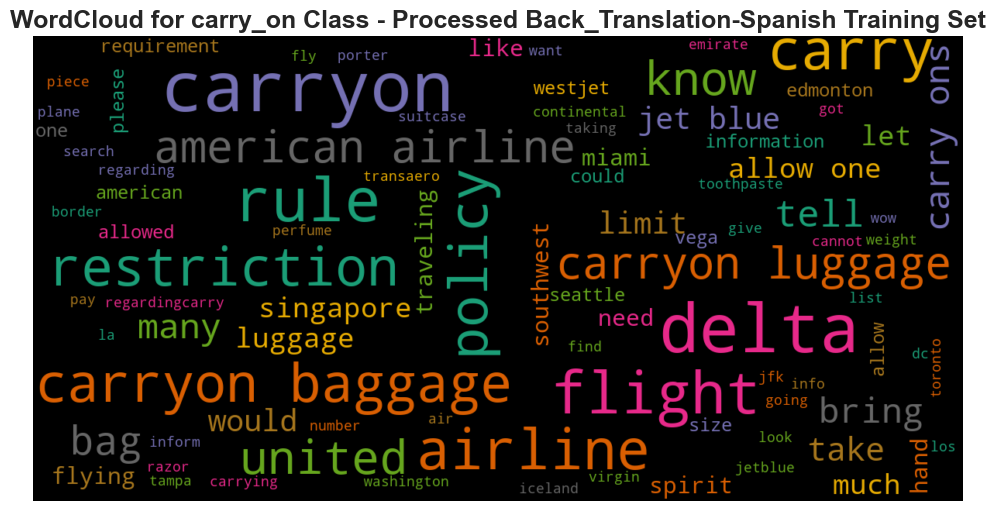 WordCloud for carry_on Class - Processed Back_Translation-Spanish Training Set
requirement
fly
porter
like
want
emirate
carry
piece
please
carryon
know
westjet
edmonton
carry ons
plane
one
suitcase
continental
taking
jet blue
got
information
let
search
regarding
american airline
miami
could
allow one
american
transaero
toothpaste
border
rule
policy
traveling
limit
tell
wow
allowed
perfume
southwest
vega
give
cannot
weight
restriction
carryon luggage
pay
regardingcarry
singapore
seattle
list
la
many
luggage
need
delta
find
allow
dc
toronto
carryon baggage
flight
jfk
info
going
would
number
air
size
bring
bag
inform
united
airline
look
take
hand
los
flying
razor
tampa
carrying
washington
iceland
virgin
spirit
jetblue
much